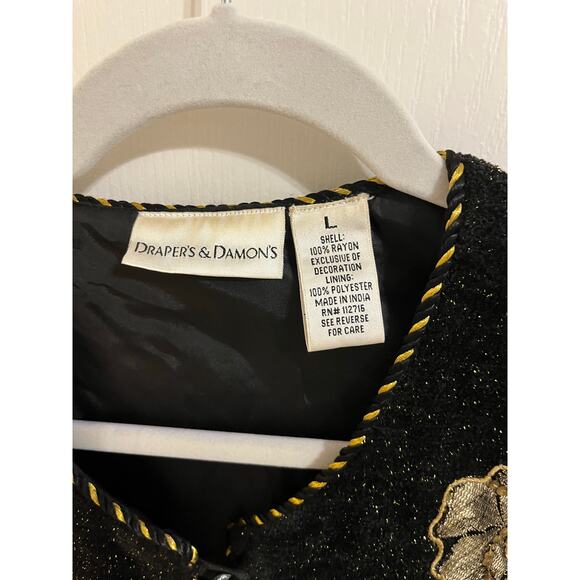 DRAPER'S & DAMON'S
L
SHELL:
100% RAYON
EXCLUSIVE OF
DECORATION
LINING:
100% POLYESTER
MADE IN INDIA
RN# 112716
SEE REVERSE
FOR CARE